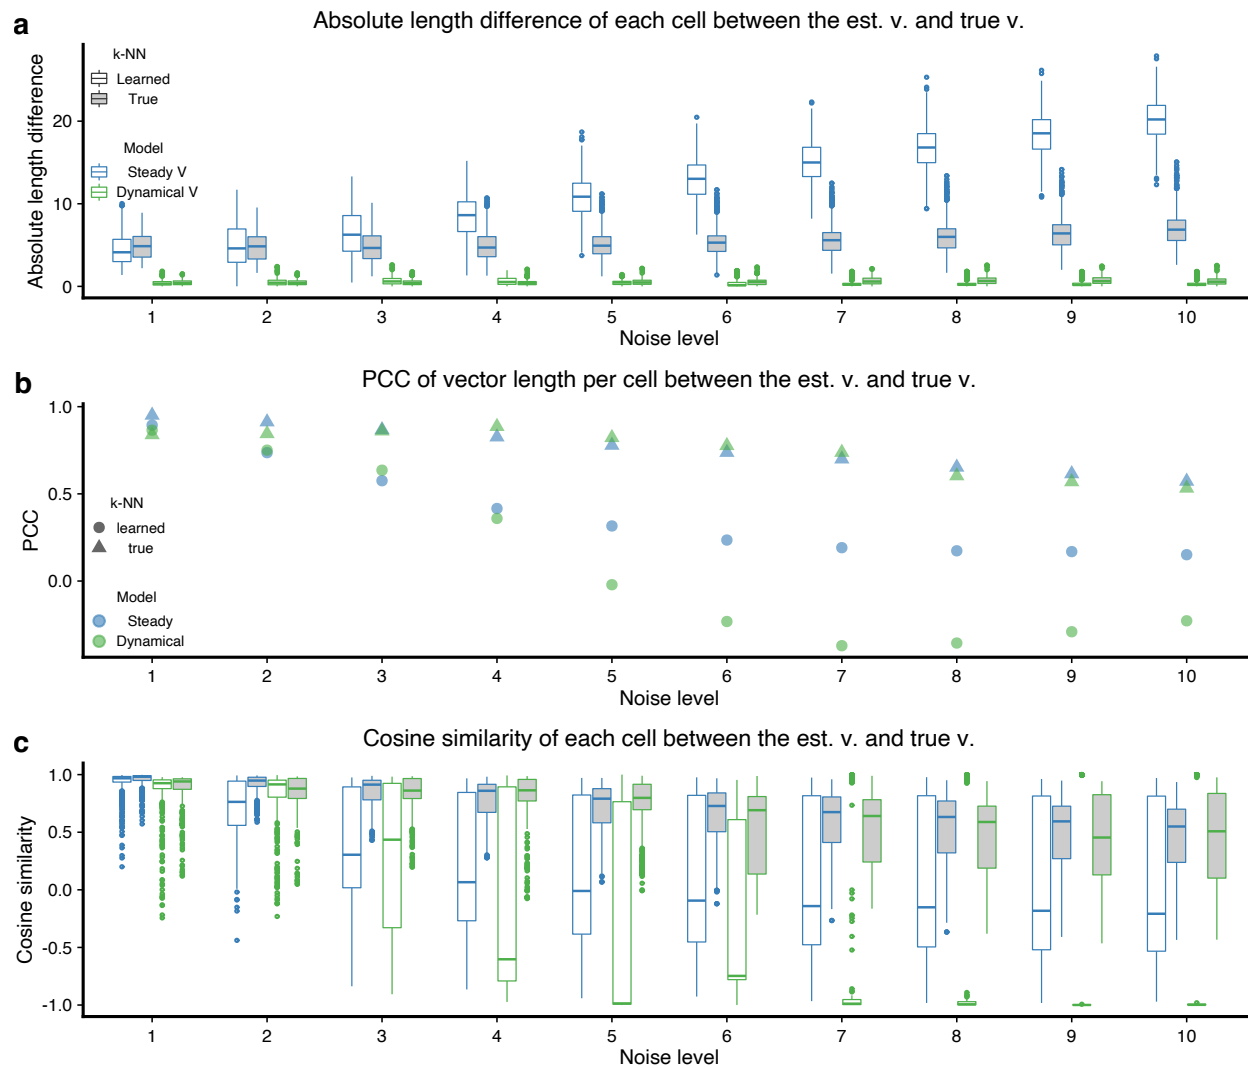 a
Absolute length difference of each cell between the est. v. and true v.
Absolute length difference
k-NN
Learned
True
Model
Steady V
Dynamical V
20
10
0
1 2 3 4 5 6 7 8 9 10
Noise level
b
PCC of vector length per cell between the est. v. and true v.
PCC
1.0
0.5
0.0
k-NN
learned
true
Model
Steady
Dynamical
1 2 3 4 5 6 7 8 9 10
Noise level
c
Cosine similarity of each cell between the est. v. and true v.
Cosine similarity
1.0
0.5
0.0
-0.5
-1.0
1 2 3 4 5 6 7 8 9 10
Noise level